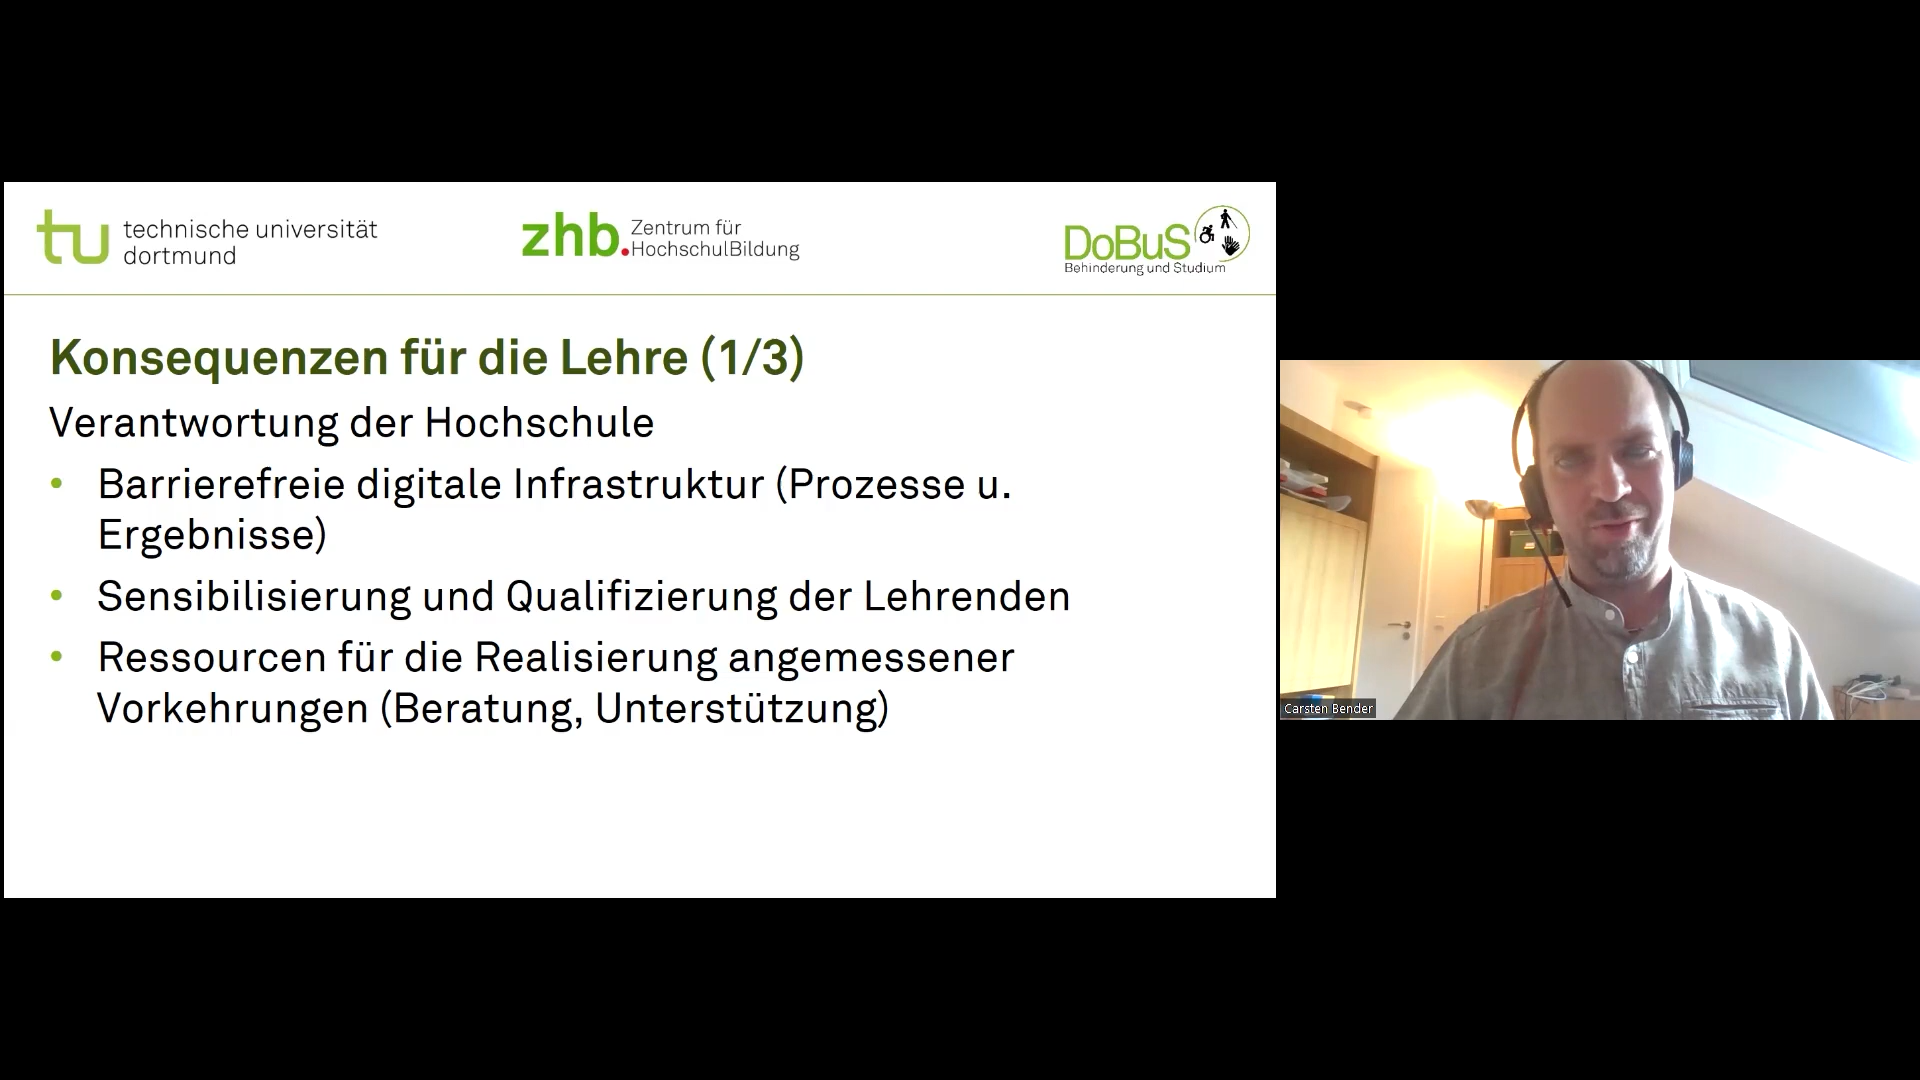 tu technische universität
dortmund
zhb. Zentrum für
HochschulBildung
DoBuS
Behinderung und Studium
Konsequenzen für die Lehre (1/3)
Verantwortung der Hochschule
• Barrierefreie digitale Infrastruktur (Prozesse u.
Ergebnisse)
• Sensibilisierung und Qualifizierung der Lehrenden
• Ressourcen für die Realisierung angemessener
Vorkehrungen (Beratung, Unterstützung)
Carsten Bender